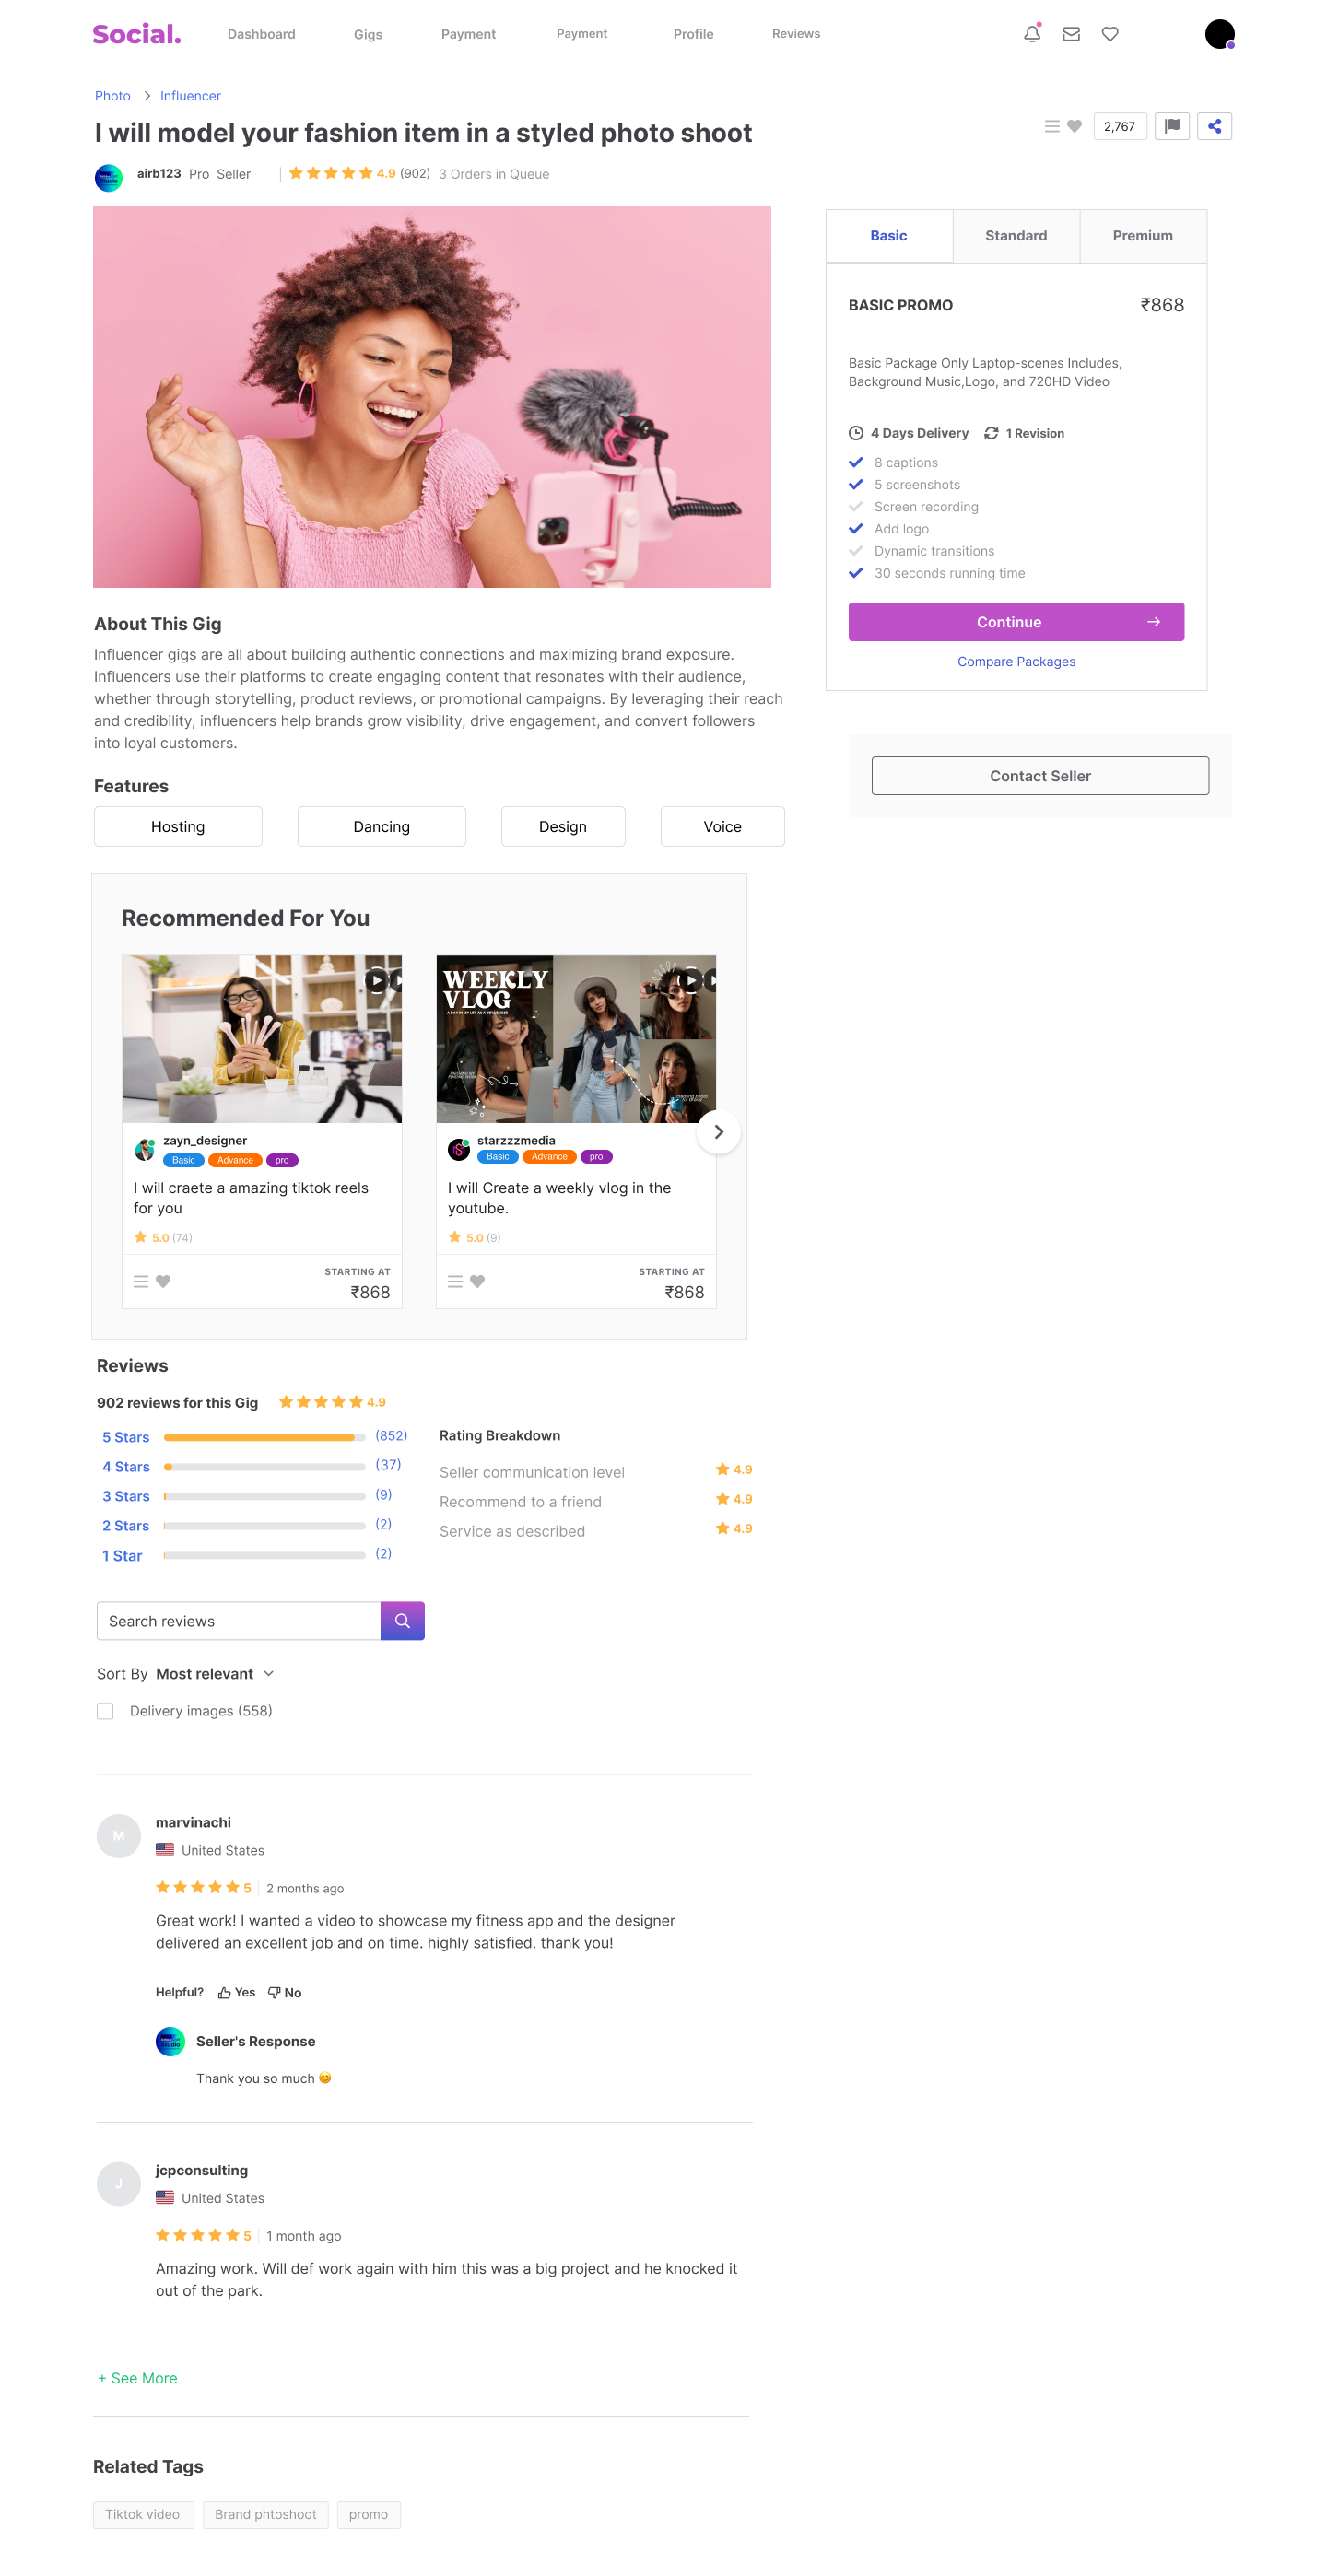 Social.
Dashboard Gigs Payment Payment Profile Reviews
Photo > Influencer
I will model your fashion item in a styled photo shoot
2,767
airb123 Pro Seller 4.9 (902) 3 Orders in Queue
Basic Standard Premium
BASIC PROMO ₹868
Basic Package Only Laptop-scenes Includes,
Background Music,Logo, and 720HD Video
4 Days Delivery 1 Revision
8 captions
5 screenshots
Screen recording
Add logo
Dynamic transitions
30 seconds running time
Continue
Compare Packages
Contact Seller
About This Gig
Influencer gigs are all about building authentic connections and maximizing brand exposure.
Influencers use their platforms to create engaging content that resonates with their audience,
whether through storytelling, product reviews, or promotional campaigns. By leveraging their reach
and credibility, influencers help brands grow visibility, drive engagement, and convert followers
into loyal customers.
Features
Hosting Dancing Design Voice
Recommended For You
WEEKLY
VLOG
A DAY IN MY LIFE AS A INFLUENCER
zayn_designer
Basic Advance pro
I will craete a amazing tiktok reels
for you
5.0 (74)
STARTING AT
₹868
starzzzmedia
Basic Advance pro
I will Create a weekly vlog in the
youtube.
5.0 (9)
STARTING AT
₹868
Reviews
902 reviews for this Gig 4.9
5 Stars (852)
4 Stars (37)
3 Stars (9)
2 Stars (2)
1 Star (2)
Rating Breakdown
Seller communication level 4.9
Recommend to a friend 4.9
Service as described 4.9
Search reviews
Sort By Most relevant
Delivery images (558)
M
marvinachi
United States
5 2 months ago
Great work! I wanted a video to showcase my fitness app and the designer
delivered an excellent job and on time. highly satisfied. thank you!
Helpful? Yes No
Seller's Response
Thank you so much 😊
J
jcpconsulting
United States
5 1 month ago
Amazing work. Will def work again with him this was a big project and he knocked it
out of the park.
+ See More
Related Tags
Tiktok video Brand phtoshoot promo